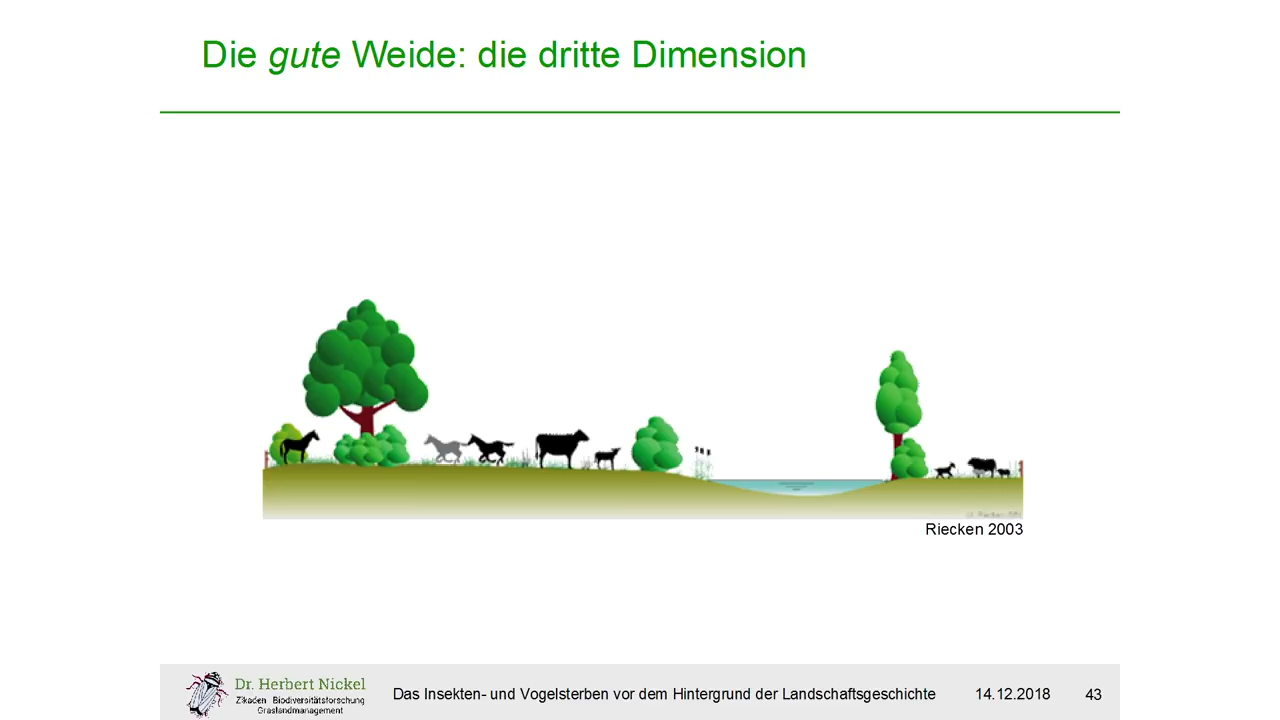 Die gute Weide: die dritte Dimension
Riecken 2003
Dr. Herbert Nickel
Zikaden Biodiversitätsforschung
Graslandmanagement
Das Insekten- und Vogelsterben vor dem Hintergrund der Landschaftsgeschichte
14.12.2018
43